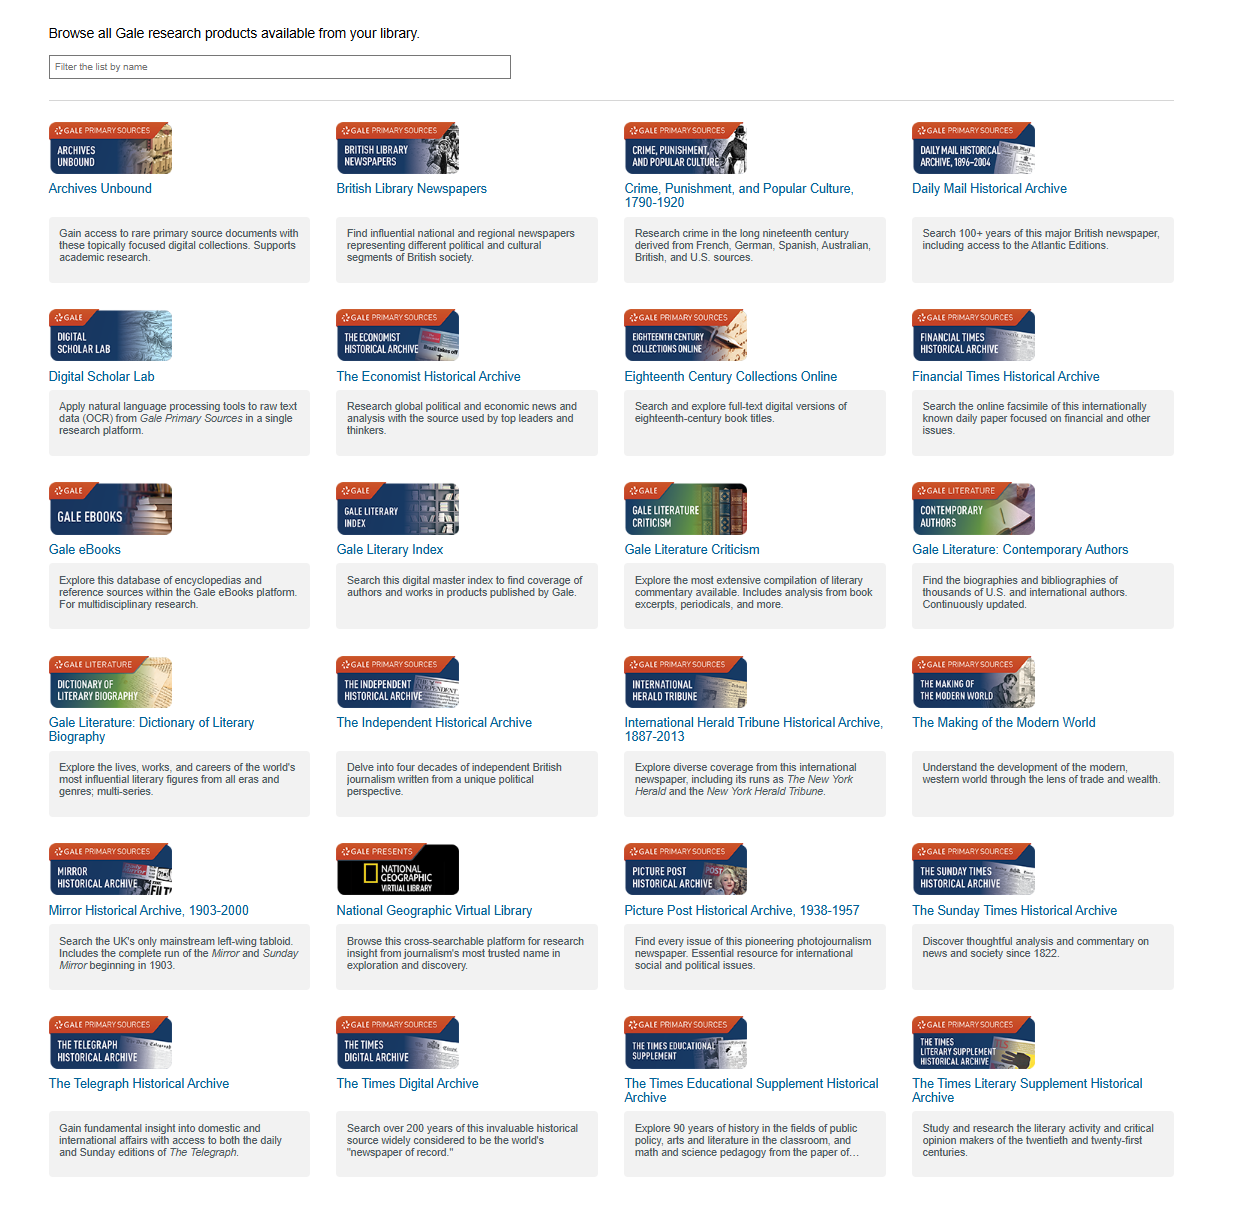 Browse all Gale research products available from your library.
Filter the list by name
GALE PRIMARY SOURCES
ARCHIVES
UNBOUND
Archives Unbound
Gain access to rare primary source documents with
these topically focused digital collections. Supports
academic research.
GALE PRIMARY SOURCES
BRITISH LIBRARY
NEWSPAPERS
British Library Newspapers
Find influential national and regional newspapers
representing different political and cultural
segments of British society.
GALE PRIMARY SOURCES
CRIME, PUNISHMENT,
AND POPULAR CULTURE
Crime, Punishment, and Popular Culture,
1790-1920
Research crime in the long nineteenth century
derived from French, German, Spanish, Australian,
British, and U.S. sources.
GALE PRIMARY SOURCES
DAILY MAIL HISTORICAL
ARCHIVE, 1896-2004
Daily Mail Historical Archive
Search 100+ years of this major British newspaper,
including access to the Atlantic Editions.
GALE
DIGITAL
SCHOLAR LAB
Digital Scholar Lab
Apply natural language processing tools to raw text
data (OCR) from Gale Primary Sources in a single
research platform.
GALE PRIMARY SOURCES
THE ECONOMIST
HISTORICAL ARCHIVE
The Economist Historical Archive
Research global political and economic news and
analysis with the source used by top leaders and
thinkers.
GALE PRIMARY SOURCES
EIGHTEENTH CENTURY
COLLECTIONS ONLINE
Eighteenth Century Collections Online
Search and explore full-text digital versions of
eighteenth-century book titles.
GALE PRIMARY SOURCES
FINANCIAL TIMES
HISTORICAL ARCHIVE
Financial Times Historical Archive
Search the online facsimile of this internationally
known daily paper focused on financial and other
issues.
GALE
GALE EBOOKS
Gale eBooks
Explore this database of encyclopedias and
reference sources within the Gale eBooks platform.
For multidisciplinary research.
GALE
GALE LITERARY
INDEX
Gale Literary Index
Search this digital master index to find coverage of
authors and works in products published by Gale.
GALE
GALE LITERATURE
CRITICISM
Gale Literature Criticism
Explore the most extensive compilation of literary
commentary available. Includes analysis from book
excerpts, periodicals, and more.
GALE LITERATURE
CONTEMPORARY
AUTHORS
Gale Literature: Contemporary Authors
Find the biographies and bibliographies of
thousands of U.S. and international authors.
Continuously updated.
GALE LITERATURE
DICTIONARY OF
LITERARY BIOGRAPHY
Gale Literature: Dictionary of Literary
Biography
Explore the lives, works, and careers of the world's
most influential literary figures from all eras and
genres; multi-series.
GALE PRIMARY SOURCES
THE INDEPENDENT
HISTORICAL ARCHIVE
The Independent Historical Archive
Delve into four decades of independent British
journalism written from a unique political
perspective.
GALE PRIMARY SOURCES
INTERNATIONAL
HERALD TRIBUNE
International Herald Tribune Historical Archive,
1887-2013
Explore diverse coverage from this international
newspaper, including its runs as The New York
Herald and the New York Herald Tribune.
GALE PRIMARY SOURCES
THE MAKING OF
THE MODERN WORLD
The Making of the Modern World
Understand the development of the modern,
western world through the lens of trade and wealth.
GALE PRIMARY SOURCES
MIRROR
HISTORICAL ARCHIVE
Mirror Historical Archive, 1903-2000
Search the UK's only mainstream left-wing tabloid.
Includes the complete run of the Mirror and Sunday
Mirror beginning in 1903.
GALE PRESENTS
NATIONAL
GEOGRAPHIC
VIRTUAL LIBRARY
National Geographic Virtual Library
Browse this cross-searchable platform for research
insight from journalism's most trusted name in
exploration and discovery.
GALE PRIMARY SOURCES
PICTURE POST
HISTORICAL ARCHIVE
Picture Post Historical Archive, 1938-1957
Find every issue of this pioneering photojournalism
newspaper. Essential resource for international
social and political issues.
GALE PRIMARY SOURCES
THE SUNDAY TIMES
HISTORICAL ARCHIVE
The Sunday Times Historical Archive
Discover thoughtful analysis and commentary on
news and society since 1822.
GALE PRIMARY SOURCES
THE TELEGRAPH
HISTORICAL ARCHIVE
The Telegraph Historical Archive
Gain fundamental insight into domestic and
international affairs with access to both the daily
and Sunday editions of The Telegraph.
GALE PRIMARY SOURCES
THE TIMES
DIGITAL ARCHIVE
The Times Digital Archive
Search over 200 years of this invaluable historical
source widely considered to be the world's
"newspaper of record."
GALE PRIMARY SOURCES
THE TIMES EDUCATIONAL
SUPPLEMENT
The Times Educational Supplement Historical
Archive
Explore 90 years of history in the fields of public
policy, arts and literature in the classroom, and
math and science pedagogy from the paper of...
GALE PRIMARY SOURCES
THE TIMES
LITERARY SUPPLEMENT
HISTORICAL ARCHIVE
The Times Literary Supplement Historical
Archive
Study and research the literary activity and critical
opinion makers of the twentieth and twenty-first
centuries.